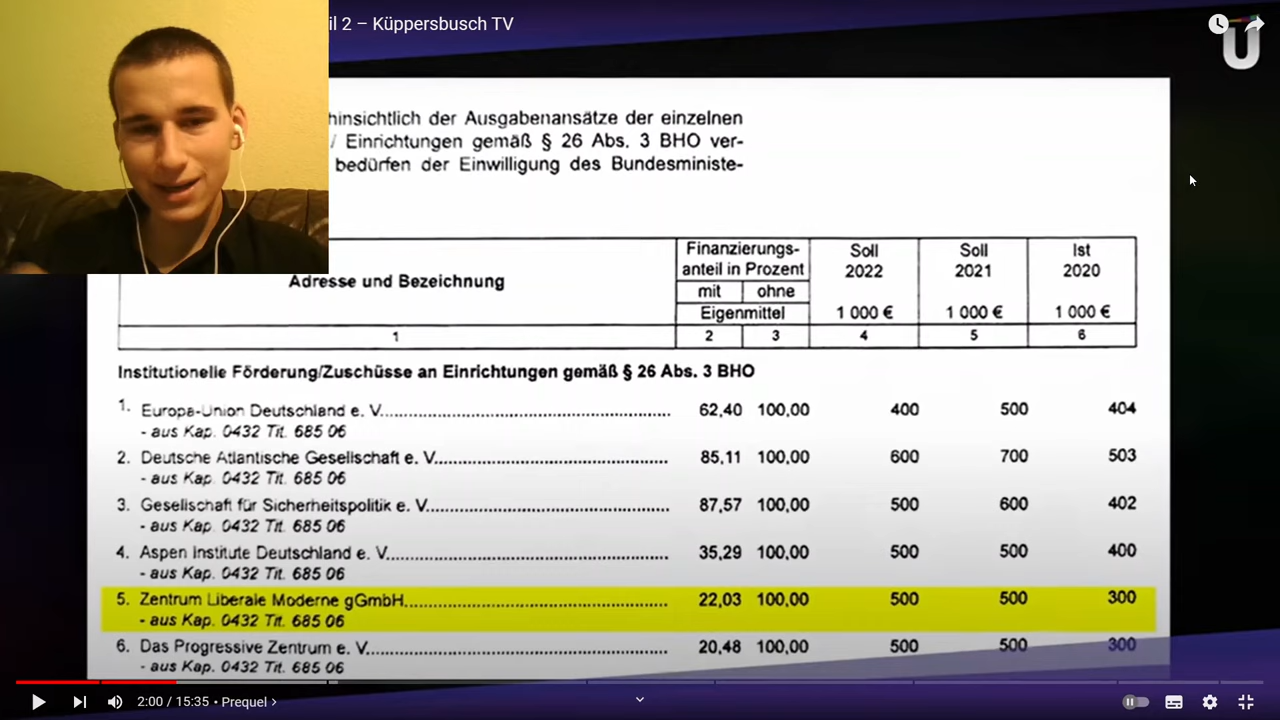 il 2 – Küppersbusch TV
U
hinsichtlich der Ausgabenansätze der einzelnen
/ Einrichtungen gemäß § 26 Abs. 3 BHO ver-
bedürfen der Einwilligung des Bundesministe-
Adresse und Bezeichnung
Finanzierungs-
anteil in Prozent
mit ohne
Eigenmittel
Soll
2022
1 000 €
Soll
2021
1 000 €
Ist
2020
1 000 €
1 2 3 4 5 6
Institutionelle Förderung/Zuschüsse an Einrichtungen gemäß § 26 Abs. 3 BHO
1. Europa-Union Deutschland e. V. 62,40 100,00 400 500 404
- aus Kap. 0432 Tit. 685 06
2. Deutsche Atlantische Gesellschaft e. V. 85,11 100,00 600 700 503
- aus Kap. 0432 Tit. 685 06
3. Gesellschaft für Sicherheitspolitik e. V. 87,57 100,00 500 600 402
- aus Kap. 0432 Tit. 685 06
4. Aspen Institute Deutschland e. V. 35,29 100,00 500 500 400
- aus Kap. 0432 Tit. 685 06
5. Zentrum Liberale Moderne gGmbH. 22,03 100,00 500 500 300
- aus Kap. 0432 Tit. 685 06
6. Das Progressive Zentrum e. V. 20,48 100,00 500 500 300
- aus Kap. 0432 Tit. 685 06
2:00 / 15:35 • Prequel ›